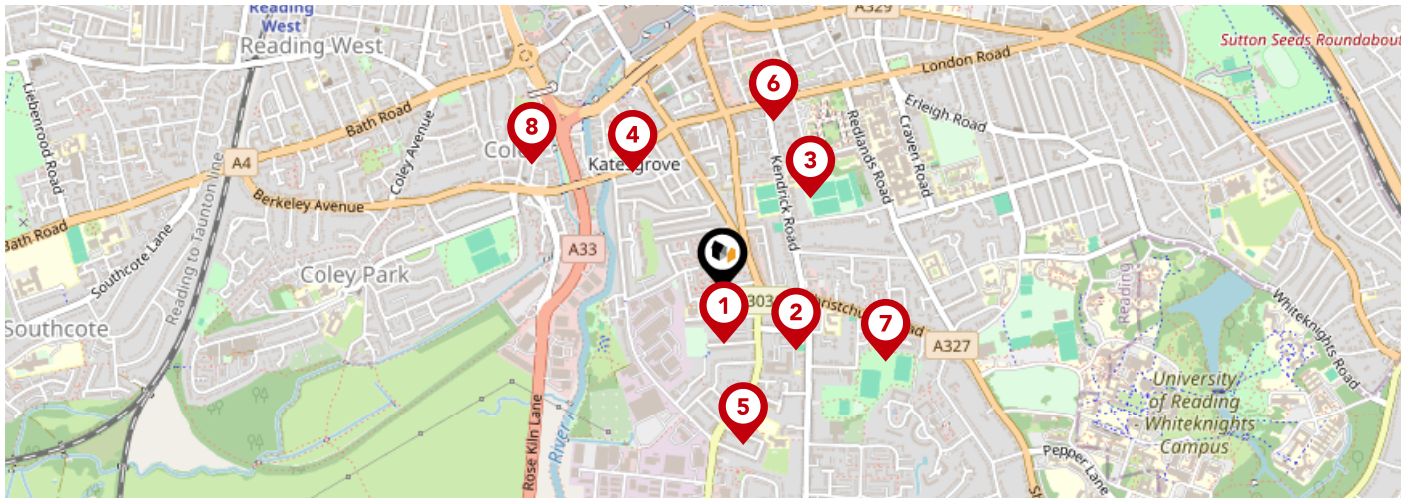 Reading
West
A329
Reading West
Sutton Seeds Roundabout
London Road
Liebenrood Road
6
Bath Road
Erleigh Road
8
4
Coley Avenue
Redlands Road
Craven Road
A4
Katesgrove
3
Reading to Taunton line
Berkeley Avenue
Kendrick Road
Bath Road
Southcote Lane
A33
Coley Park
Reading
1
2
7
Whiteknights Road
Southcote
A327
University
of Reading
- Whiteknights
Campus
5
Rose Kiln Lane
River
Pepper Lane